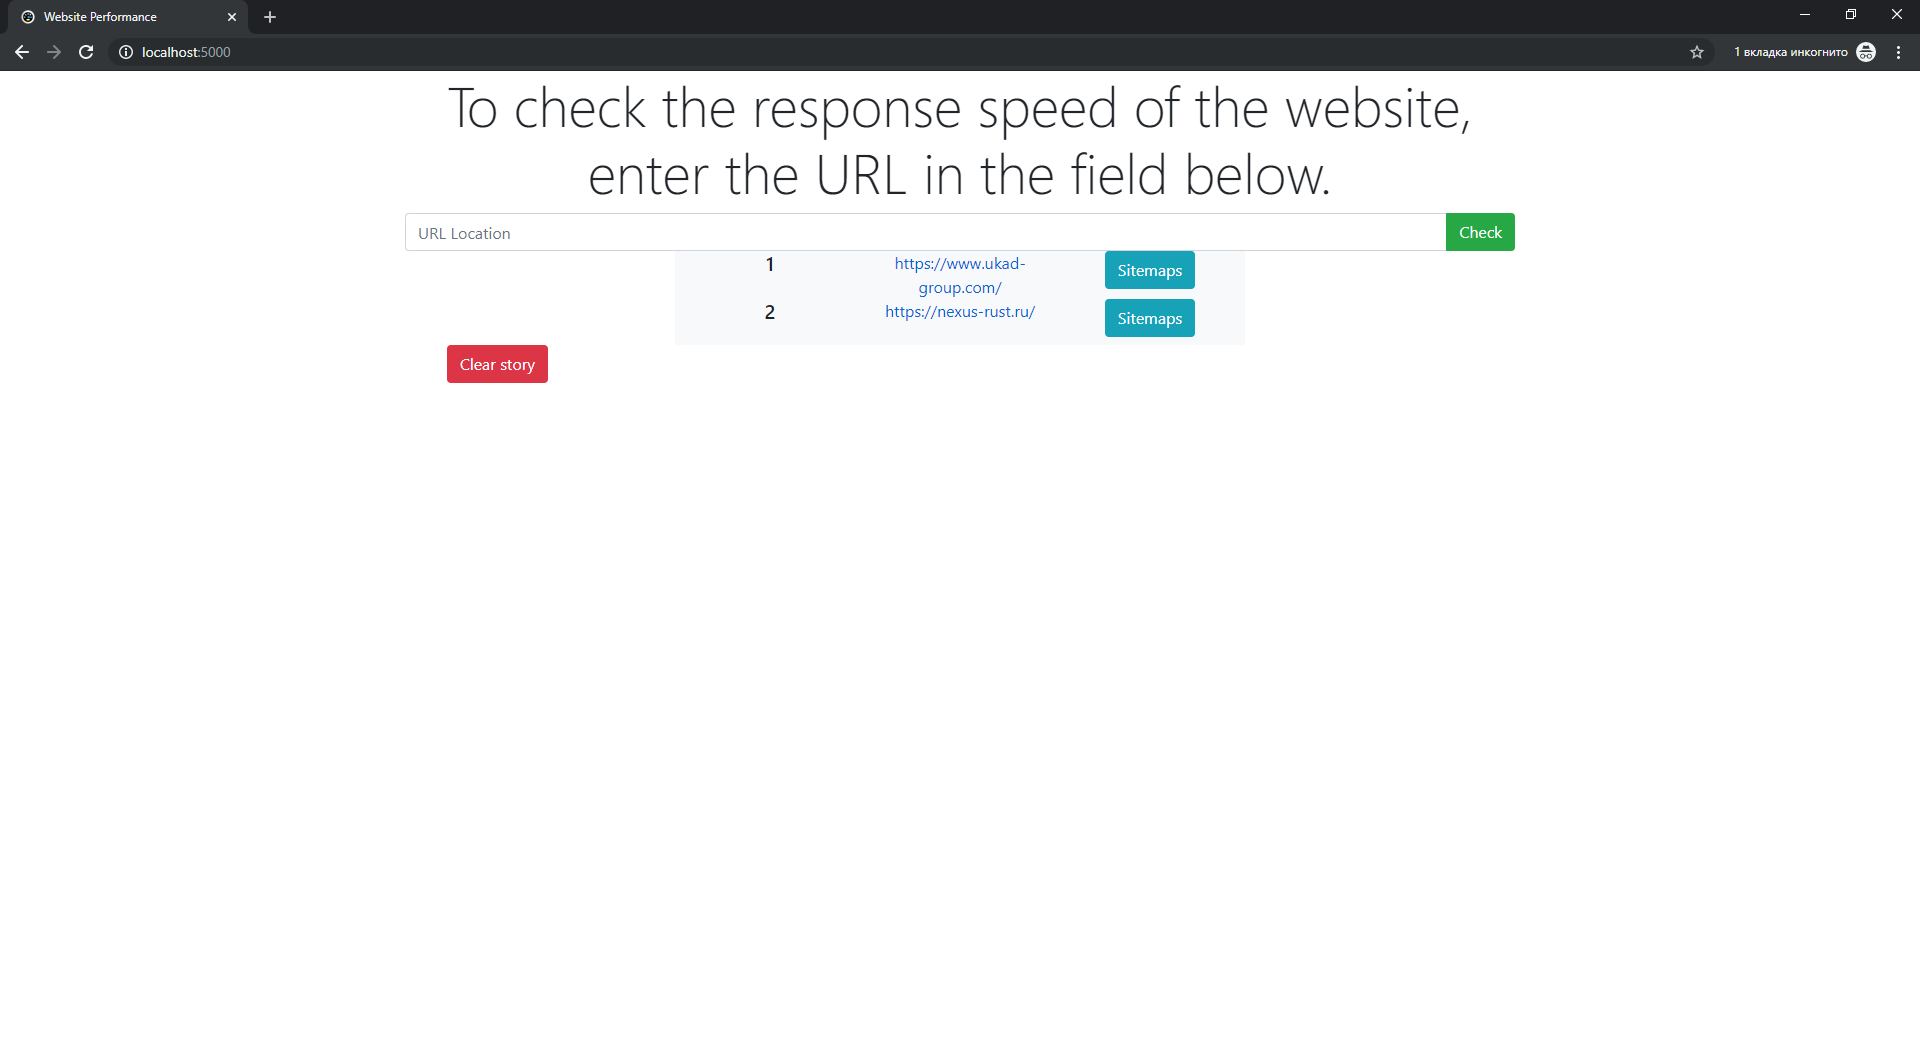 Website Performance
localhost:5000
1 вкладка инкогнито
To check the response speed of the website,
enter the URL in the field below.
URL Location
Check
1
https://www.ukad-
group.com/
Sitemaps
2
https://nexus-rust.ru/
Sitemaps
Clear story